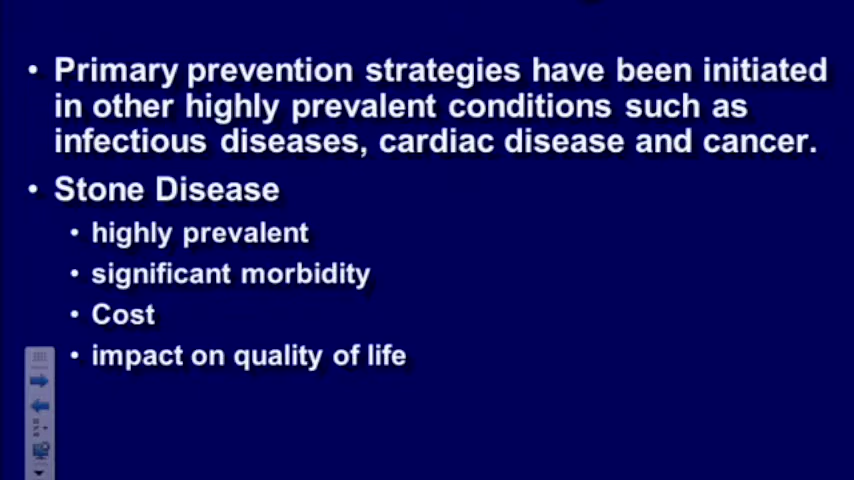 • Primary prevention strategies have been initiated
in other highly prevalent conditions such as
infectious diseases, cardiac disease and cancer.
• Stone Disease
• highly prevalent
• significant morbidity
• Cost
• impact on quality of life